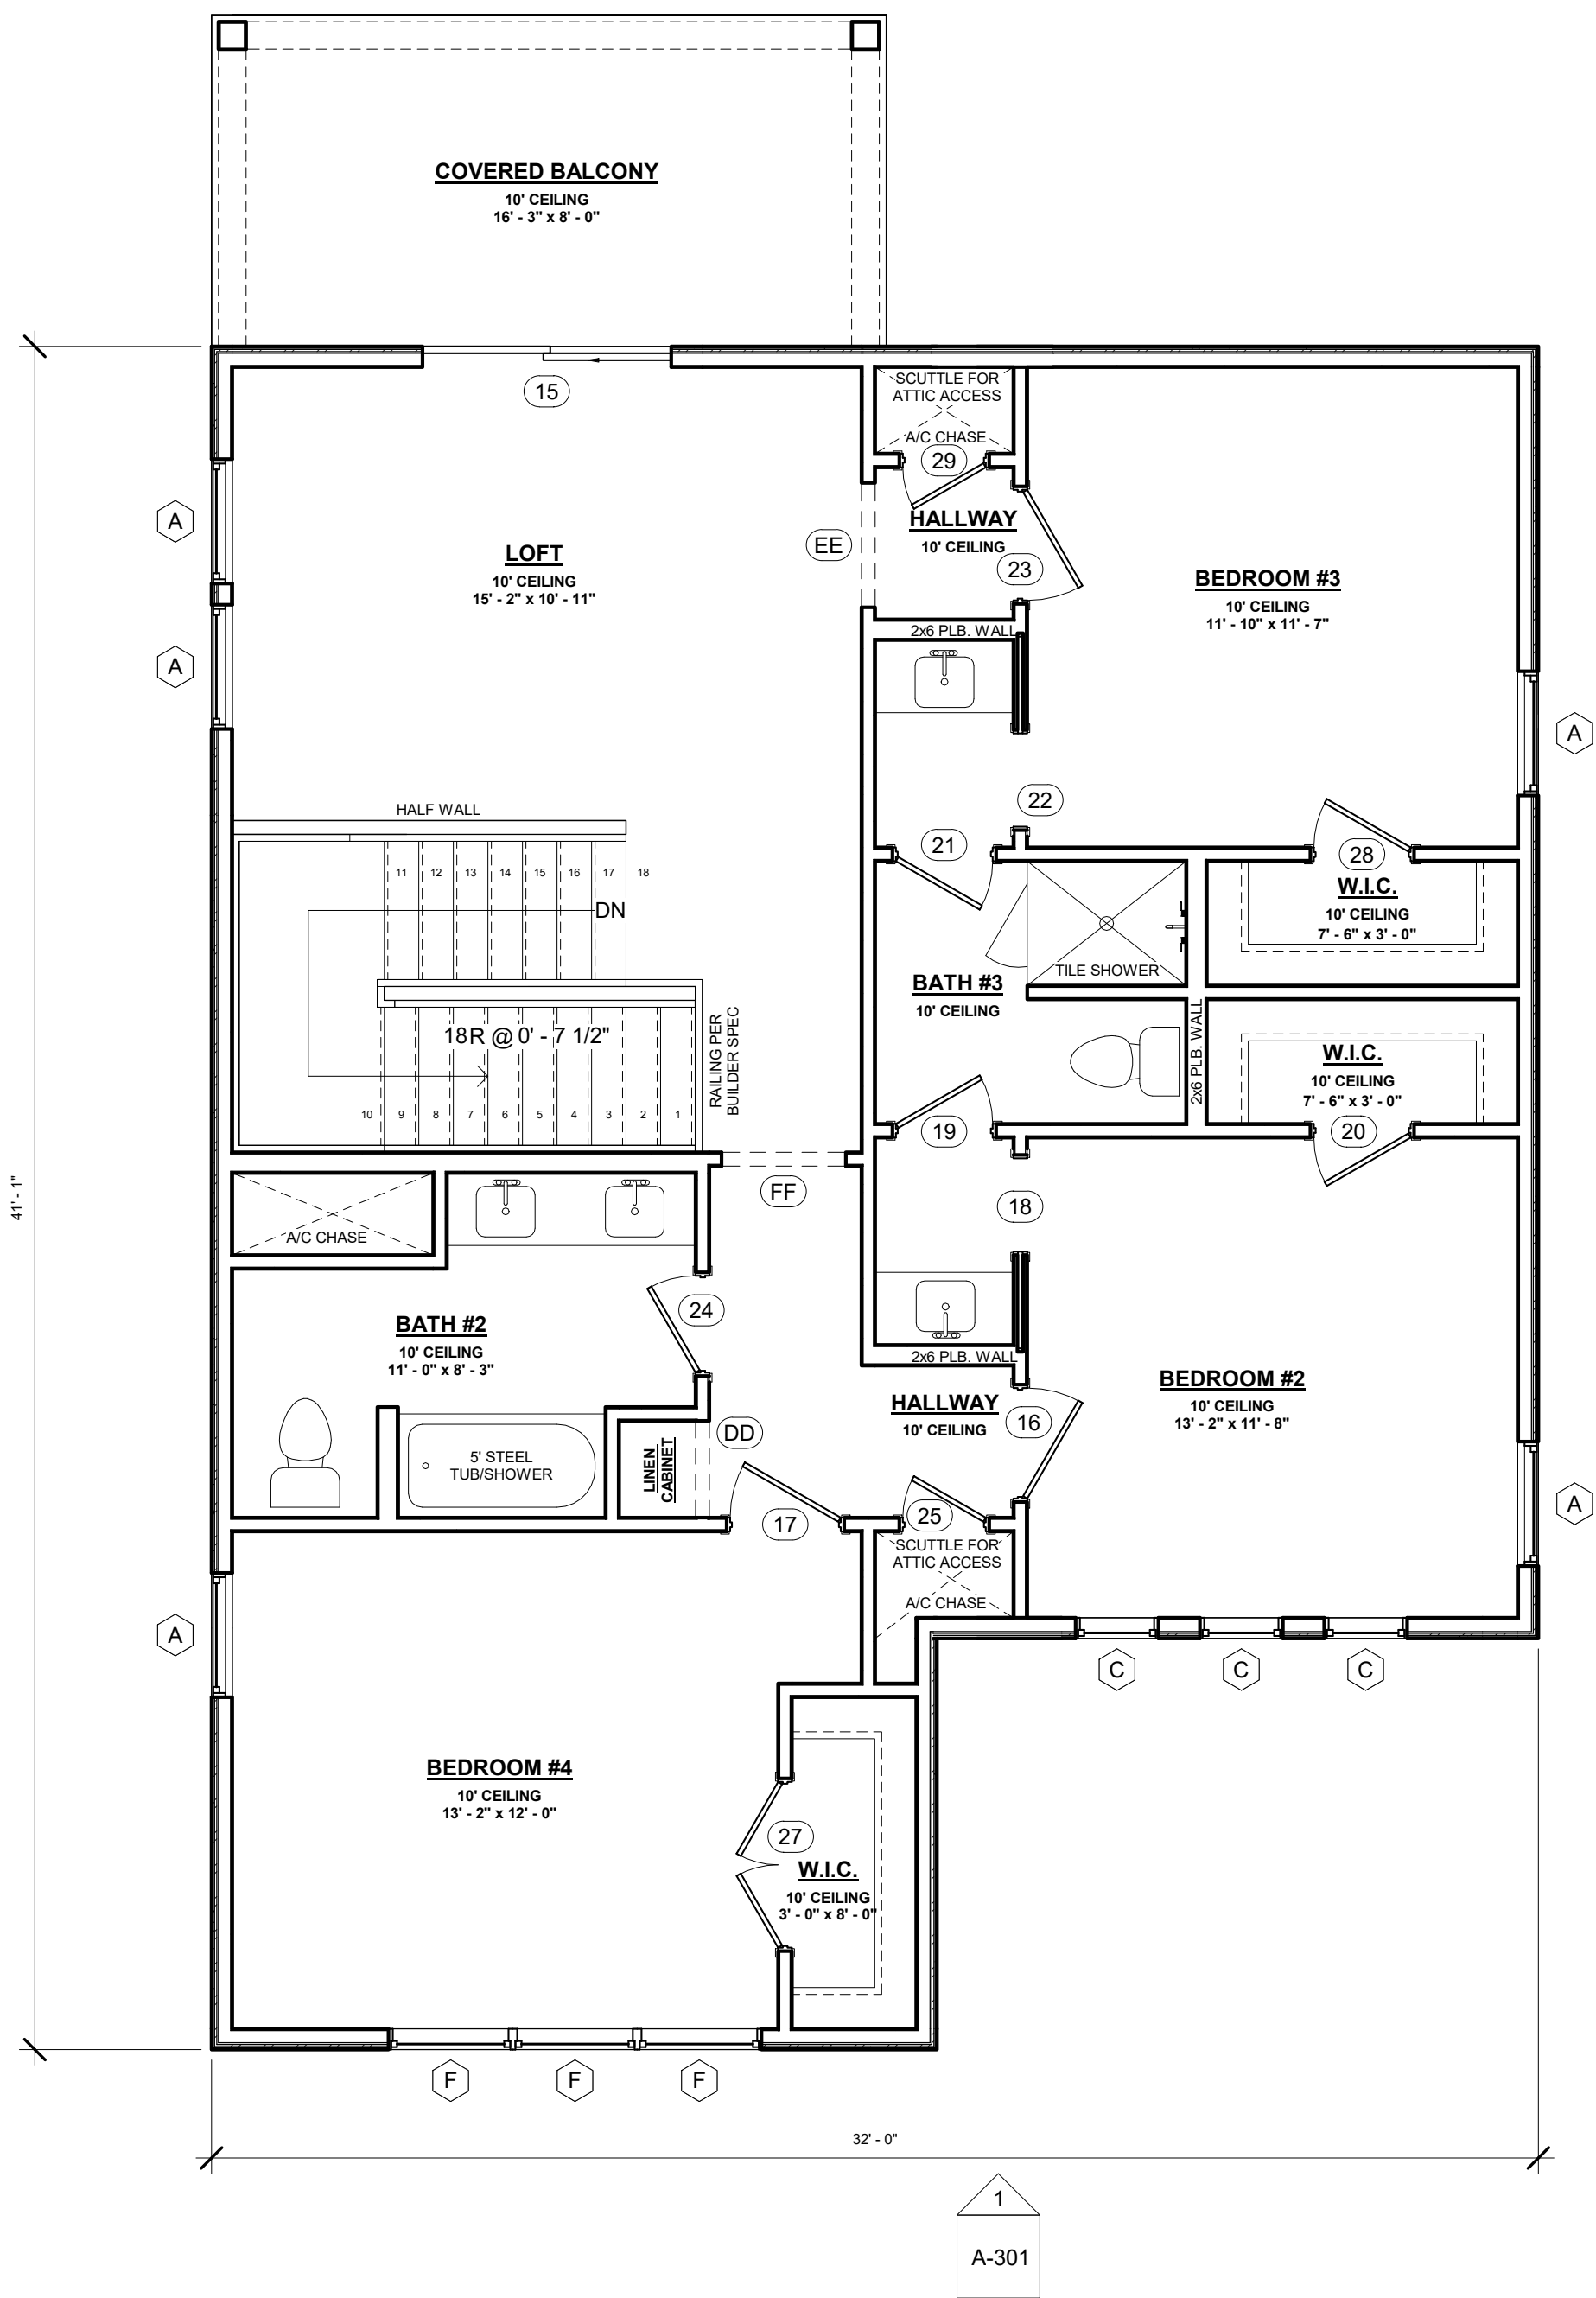 COVERED BALCONY
10' CEILING
16' - 3" x 8' - 0"
15
SCUTTLE FOR
ATTIC ACCESS
A/C CHASE
29
A
HALLWAY
10' CEILING
EE
23
LOFT
10' CEILING
15' - 2" x 10' - 11"
BEDROOM #3
10' CEILING
11' - 10" x 11' - 7"
2x6 PLB. WALL
A
A
22
HALF WALL
21
28
11 12 13 14 15 16 17 18
DN
W.I.C.
10' CEILING
7' - 6" x 3' - 0"
TILE SHOWER
BATH #3
10' CEILING
18R @ 0' - 7 1/2"
RAILING PER
BUILDER SPEC
2x6 PLB. WALL
W.I.C.
10' CEILING
7' - 6" x 3' - 0"
10 9 8 7 6 5 4 3 2 1
19
20
41' - 1"
FF
18
A/C CHASE
24
BATH #2
10' CEILING
11' - 0" x 8' - 3"
2x6 PLB. WALL
BEDROOM #2
10' CEILING
13' - 2" x 11' - 8"
HALLWAY
10' CEILING
16
DD
5' STEEL
TUB/SHOWER
LINEN
CABINET
A
17
25
SCUTTLE FOR
ATTIC ACCESS
A/C CHASE
A
C C C
BEDROOM #4
10' CEILING
13' - 2" x 12' - 0"
27
W.I.C.
10' CEILING
3' - 0" x 8' - 0"
F F F
32' - 0"
1
A-301